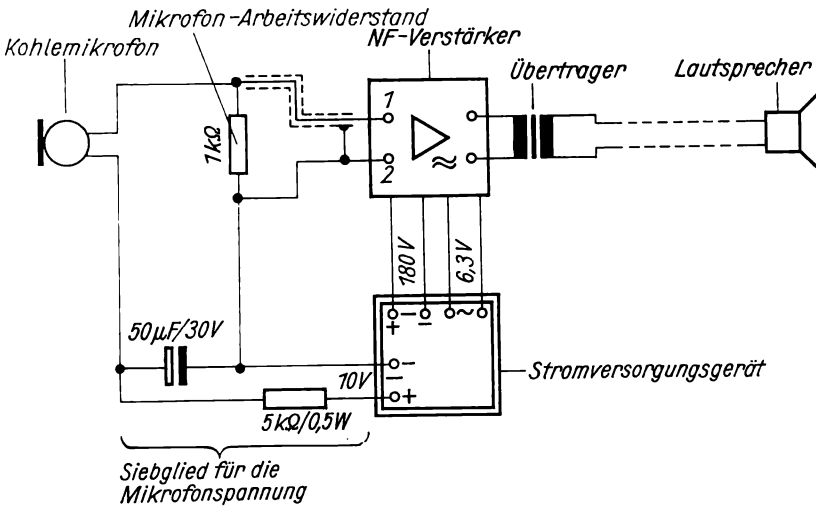 Mikrofon-Arbeitswiderstand
Kohlemikrofon
NF-Verstärker
Übertrager
Lautsprecher
1kΩ
1
2
≈
180V
6,3V
+ − − ~
50µF/30V
−
10V −
+
5kΩ/0,5W
Stromversorgungsgerät
Siebglied für die
Mikrofonspannung